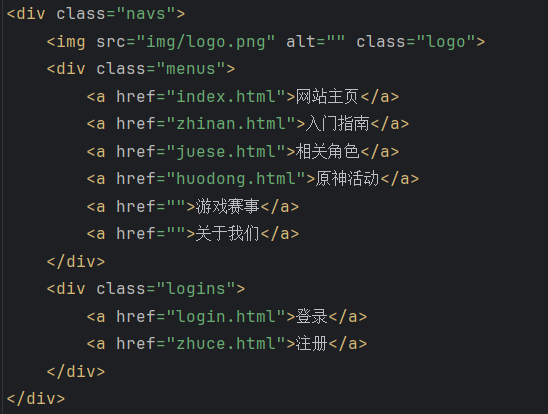 <div class="navs">
    <img src="img/logo.png" alt="" class="logo">
    <div class="menus">
        <a href="index.html">网站主页</a>
        <a href="zhinan.html">入门指南</a>
        <a href="juese.html">相关角色</a>
        <a href="huodong.html">原神活动</a>
        <a href="">游戏赛事</a>
        <a href="">关于我们</a>
    </div>
    <div class="logins">
        <a href="login.html">登录</a>
        <a href="zhuce.html">注册</a>
    </div>
</div>